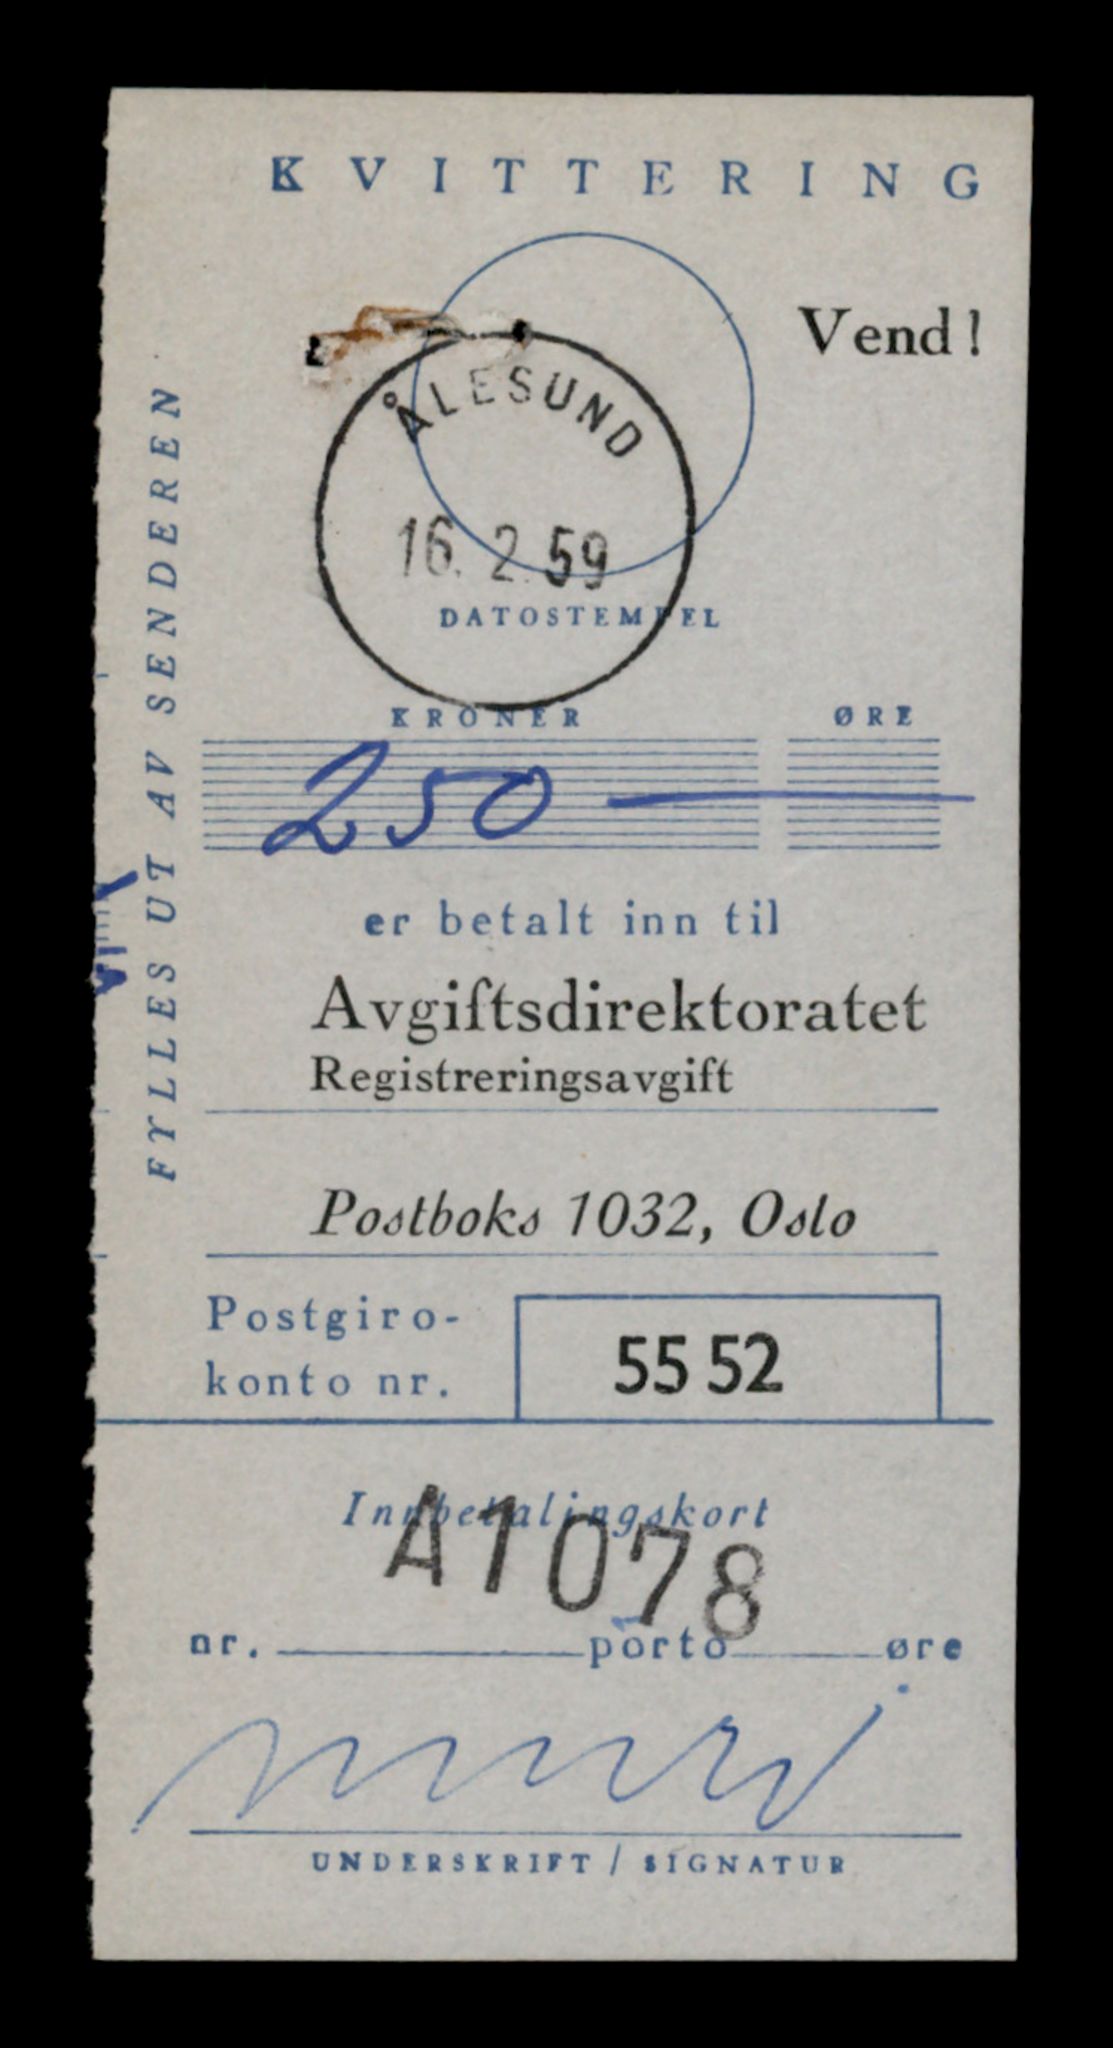 KVITTERING
Vend!
ÅLESUND
16. 2. 59
DATOSTEMPEL
FYLLES UT AV SENDEREN
KRONER ØRE
250 —
er betalt inn til
Avgiftsdirektoratet
Registreringsavgift
Postboks 1032, Oslo
Postgiro-
konto nr.
55 52
Innbetalingskort
A1078
nr. porto øre
UNDERSKRIFT / SIGNATUR